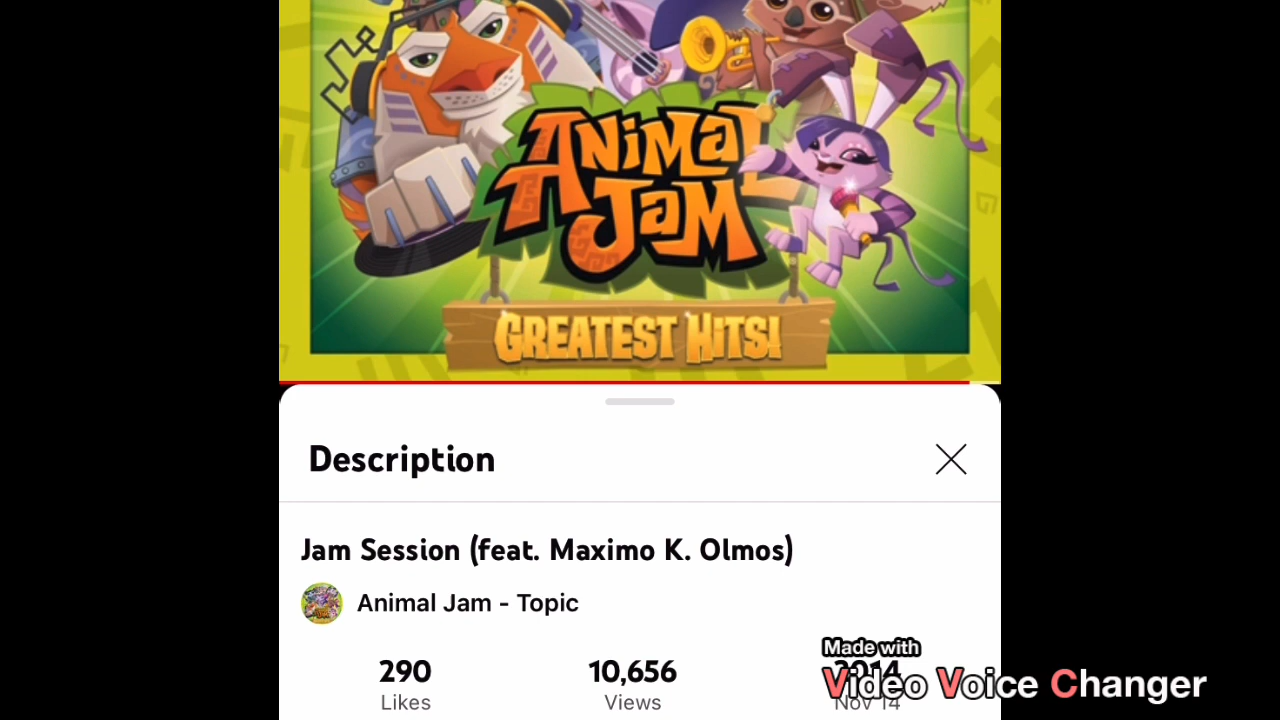 ANIMAL
JAM
GREATEST HITS!
Description
Jam Session (feat. Maximo K. Olmos)
Animal Jam - Topic
290
10,656
2014
Likes
Views
Nov 14
Made with
Video Voice Changer